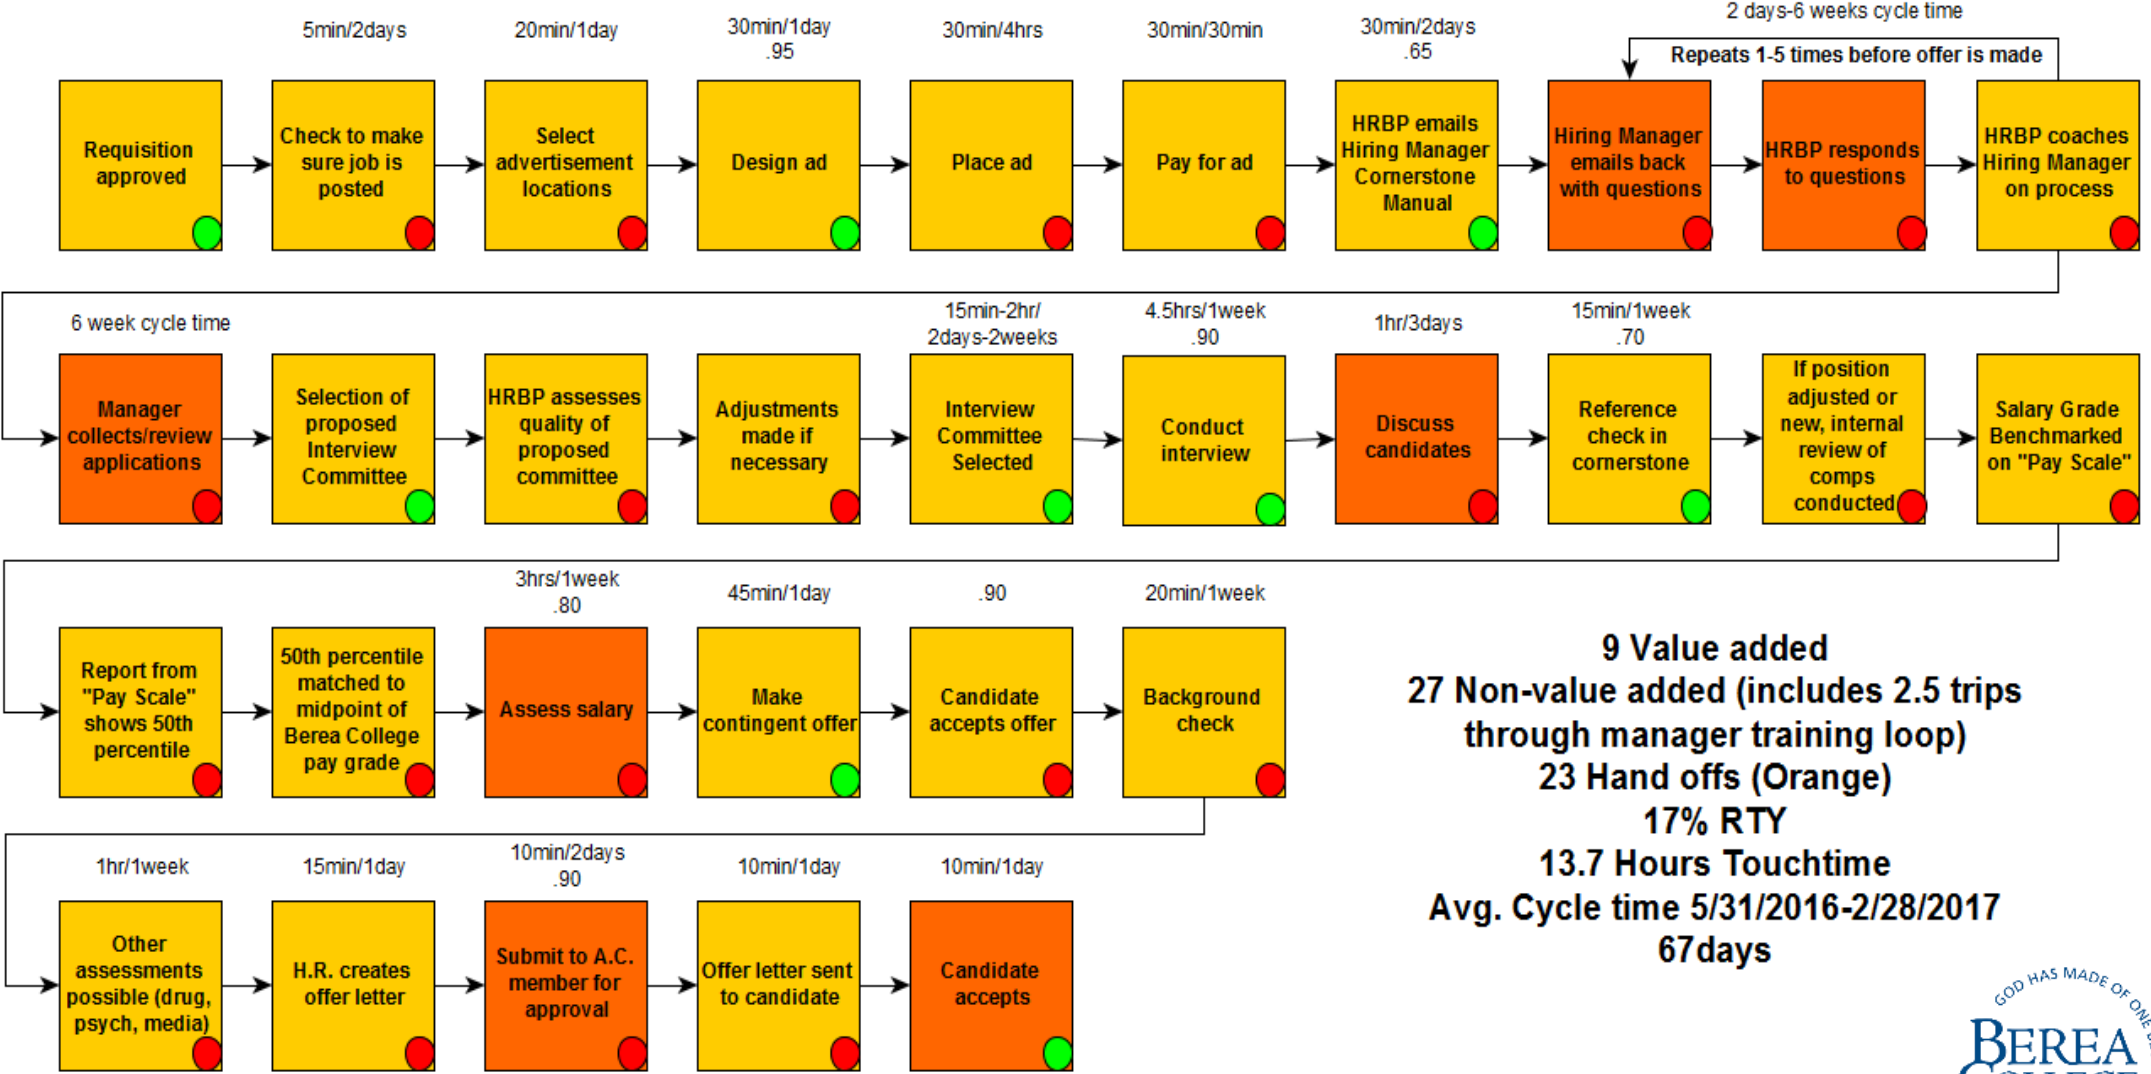 5min/2days
20min/1day
30min/1day
.95
30min/4hrs
30min/30min
30min/2days
.65
2 days-6 weeks cycle time
Repeats 1-5 times before offer is made
Requisition
approved
Check to make
sure job is
posted
Select
advertisement
locations
Design ad
Place ad
Pay for ad
HRBP emails
Hiring Manager
Cornerstone
Manual
Hiring Manager
emails back
with questions
HRBP responds
to questions
HRBP coaches
Hiring Manager
on process
6 week cycle time
15min-2hr/
2days-2weeks
4.5hrs/1week
.90
1hr/3days
15min/1week
.70
Manager
collects/review
applications
Selection of
proposed
Interview
Committee
HRBP assesses
quality of
proposed
committee
Adjustments
made if
necessary
Interview
Committee
Selected
Conduct
interview
Discuss
candidates
Reference
check in
cornerstone
If position
adjusted or
new, internal
review of
comps
conducted
Salary Grade
Benchmarked
on "Pay Scale"
3hrs/1week
.80
45min/1day
.90
20min/1week
Report from
"Pay Scale"
shows 50th
percentile
50th percentile
matched to
midpoint of
Berea College
pay grade
Assess salary
Make
contingent offer
Candidate
accepts offer
Background
check
9 Value added
27 Non-value added (includes 2.5 trips
through manager training loop)
23 Hand offs (Orange)
17% RTY
13.7 Hours Touchtime
Avg. Cycle time 5/31/2016-2/28/2017
67days
1hr/1week
15min/1day
10min/2days
.90
10min/1day
10min/1day
Other
assessments
possible (drug,
psych, media)
H.R. creates
offer letter
Submit to A.C.
member for
approval
Offer letter sent
to candidate
Candidate
accepts
GOD HAS MADE OF ONE
BEREA